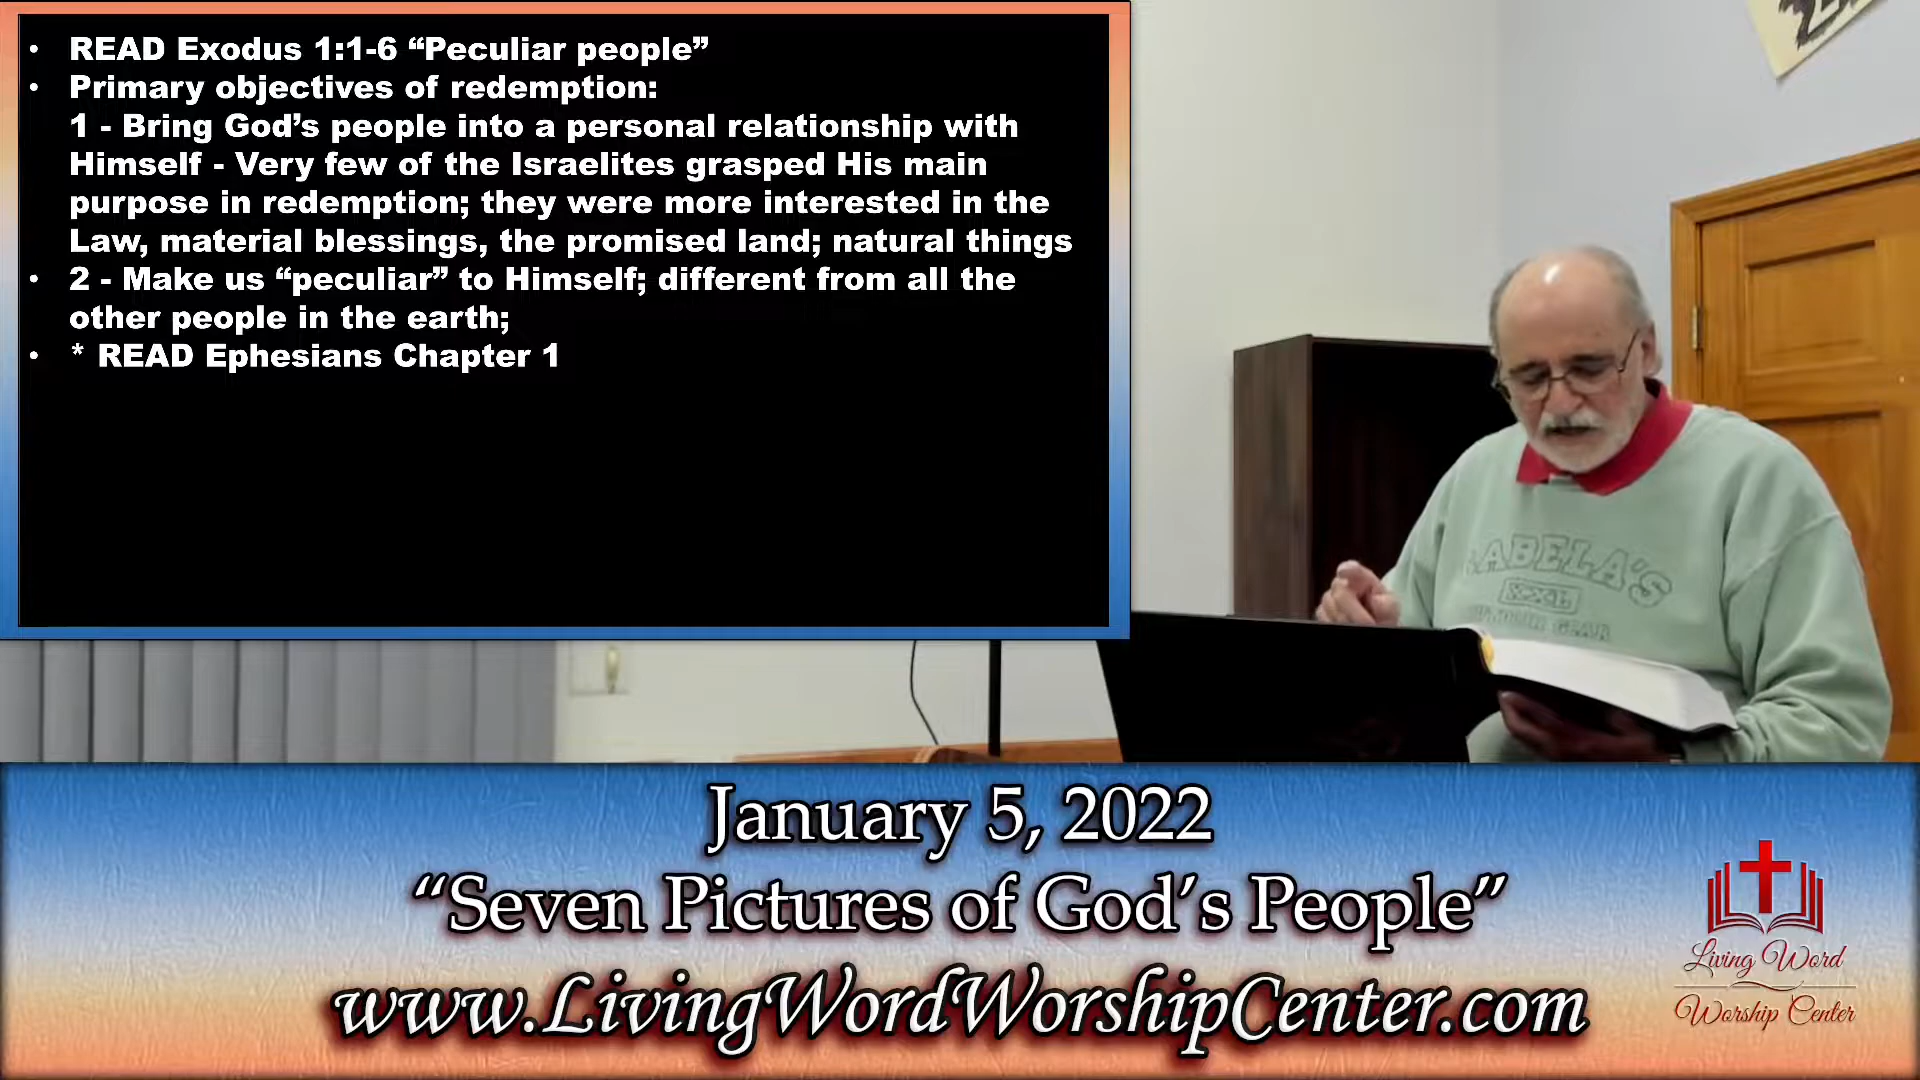 • READ Exodus 1:1-6 “Peculiar people”
• Primary objectives of redemption:
1 - Bring God’s people into a personal relationship with
Himself - Very few of the Israelites grasped His main
purpose in redemption; they were more interested in the
Law, material blessings, the promised land; natural things
• 2 - Make us “peculiar” to Himself; different from all the
other people in the earth;
• * READ Ephesians Chapter 1
ABELA'S
XXL
GEAR
January 5, 2022
“Seven Pictures of God’s People”
www.LivingWordWorshipCenter.com
Living Word
Worship Center